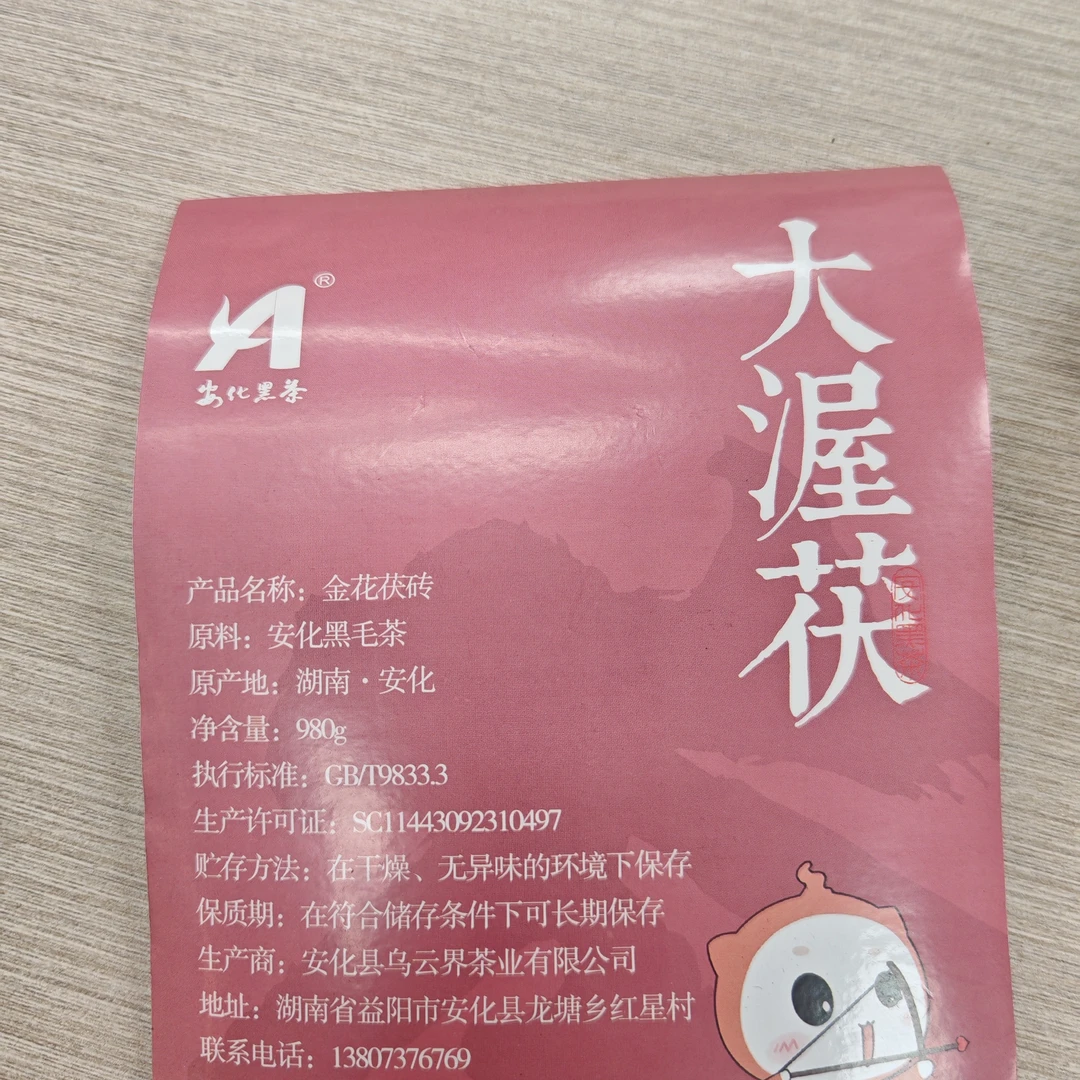 ®
安化黑茶
大渥茯
产品名称：金花茯砖
原料：安化黑毛茶
原产地：湖南·安化
净含量：980g
执行标准：GB/T9833.3
生产许可证：SC11443092310497
贮存方法：在干燥、无异味的环境下保存
保质期：在符合储存条件下可长期保存
生产商：安化县乌云界茶业有限公司
地址：湖南省益阳市安化县龙塘乡红星村
联系电话：13807376769